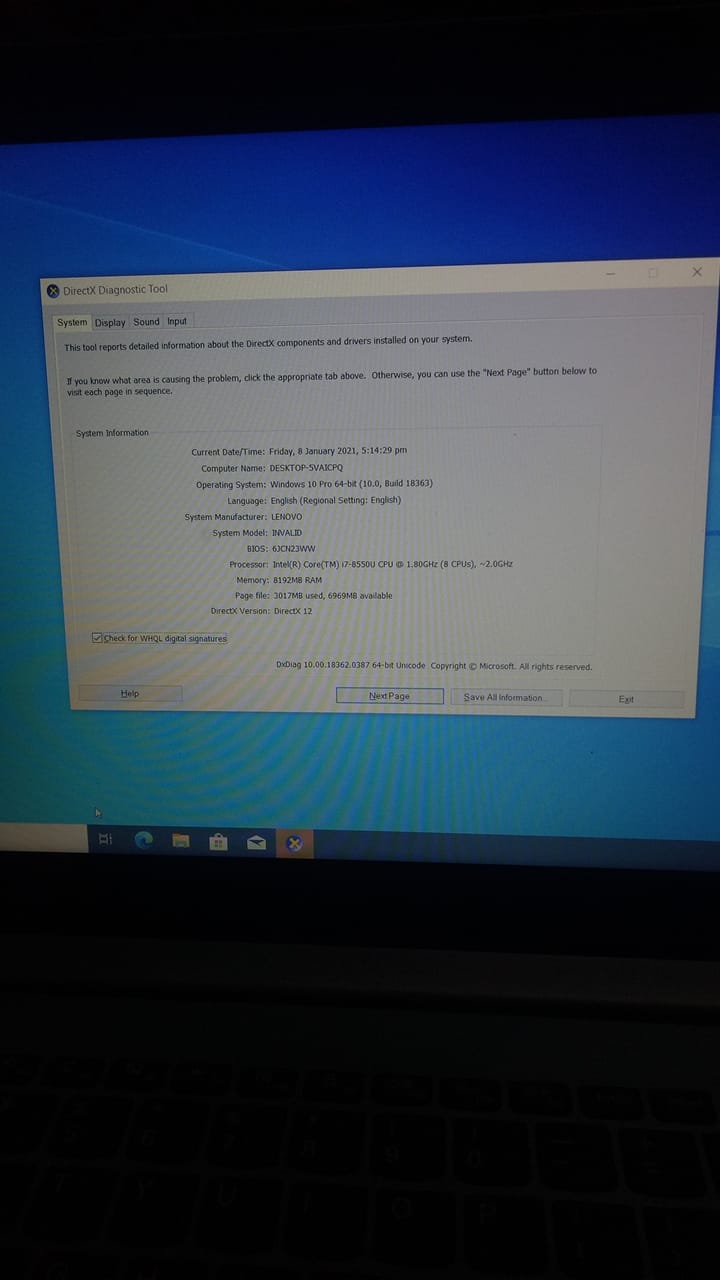 DirectX Diagnostic Tool
System Display Sound Input
This tool reports detailed information about the DirectX components and drivers installed on your system.
If you know what area is causing the problem, click the appropriate tab above. Otherwise, you can use the "Next Page" button below to
visit each page in sequence.
System Information
Current Date/Time: Friday, 8 January 2021, 5:14:29 pm
Computer Name: DESKTOP-5VAICPQ
Operating System: Windows 10 Pro 64-bit (10.0, Build 18363)
Language: English (Regional Setting: English)
System Manufacturer: LENOVO
System Model: INVALID
BIOS: 6JCN23WW
Processor: Intel(R) Core(TM) i7-8550U CPU @ 1.80GHz (8 CPUs), ~2.0GHz
Memory: 8192MB RAM
Page file: 3017MB used, 6969MB available
DirectX Version: DirectX 12
Check for WHQL digital signatures
DxDiag 10.00.18362.0387 64-bit Unicode Copyright © Microsoft. All rights reserved.
Help Next Page Save All Information... Exit